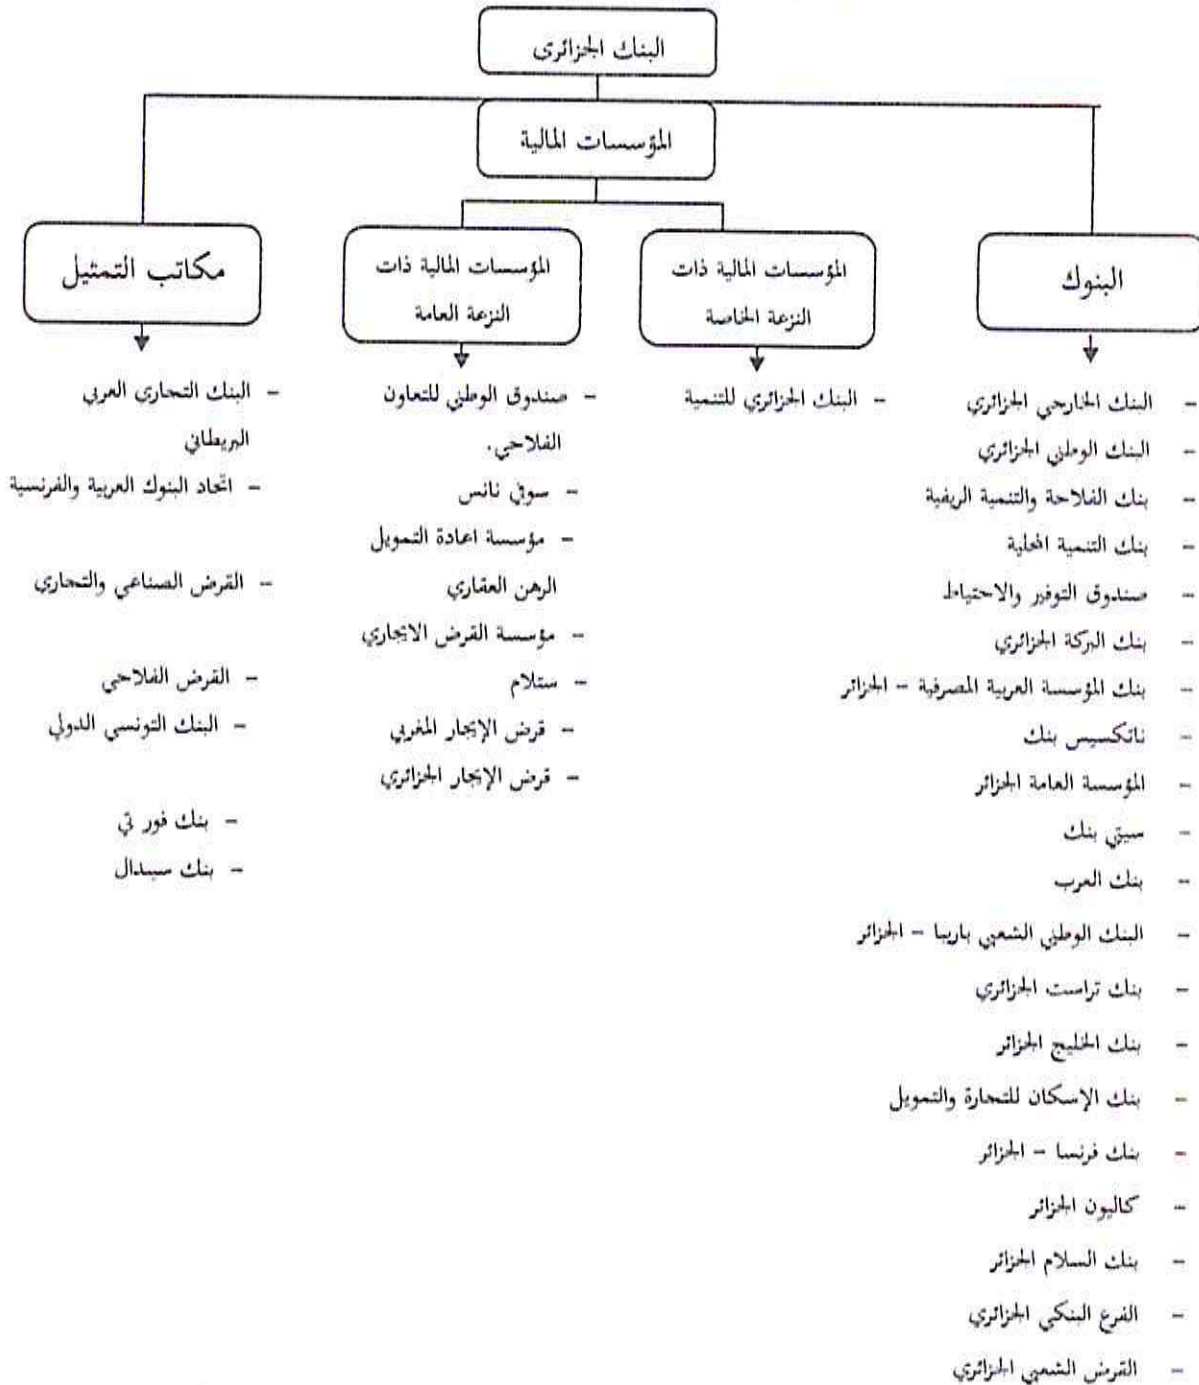 البنك الجزائري
المؤسسات المالية
البنوك
- البنك الخارجي الجزائري
- البنك الوطني الجزائري
- بنك الفلاحة والتنمية الريفية
- بنك التنمية المحلية
- صندوق التوفير والاحتياط
- بنك البركة الجزائري
- بنك المؤسسة العربية المصرفية – الجزائر
- ناتكسيس بنك
- المؤسسة العامة الجزائر
- سيتي بنك
- بنك العرب
- البنك الوطني الشعبي باريبا – الجزائر
- بنك تراست الجزائري
- بنك الخليج الجزائر
- بنك الإسكان للتجارة والتمويل
- بنك فرنسا – الجزائر
- كاليون الجزائر
- بنك السلام الجزائر
- الفرع البنكي الجزائري
- القرض الشعبي الجزائري
المؤسسات المالية ذات
النزعة الخاصة
- البنك الجزائري للتنمية
المؤسسات المالية ذات
النزعة العامة
- صندوق الوطني للتعاون
الفلاحي.
- سوفي نانس
- مؤسسة اعادة التمويل
الرهن العقاري
- مؤسسة القرض الايجاري
- ستلام
- قرض الإيجار المغربي
- قرض الإيجار الجزائري
مكاتب التمثيل
- البنك التجاري العربي
البريطاني
- اتحاد البنوك العربية والفرنسية
- القرض الصناعي والتجاري
- القرض الفلاحي
- البنك التونسي الدولي
- بنك فور تي
- بنك سيدال